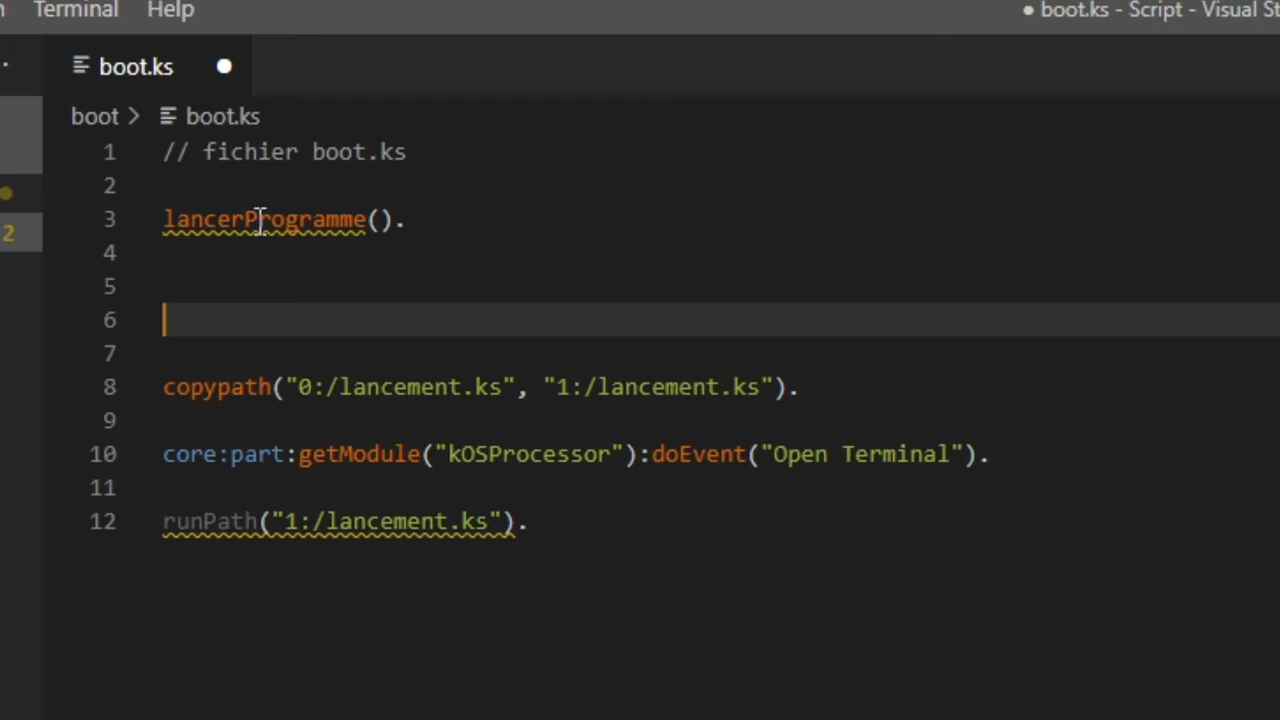 Terminal Help
● boot.ks - Script - Visual
boot.ks ●
boot > boot.ks
1 // fichier boot.ks
2
3 lancerProgramme().
4
5
6
7
8 copypath("0:/lancement.ks", "1:/lancement.ks").
9
10 core:part:getModule("kOSProcessor"):doEvent("Open Terminal").
11
12 runPath("1:/lancement.ks").
2